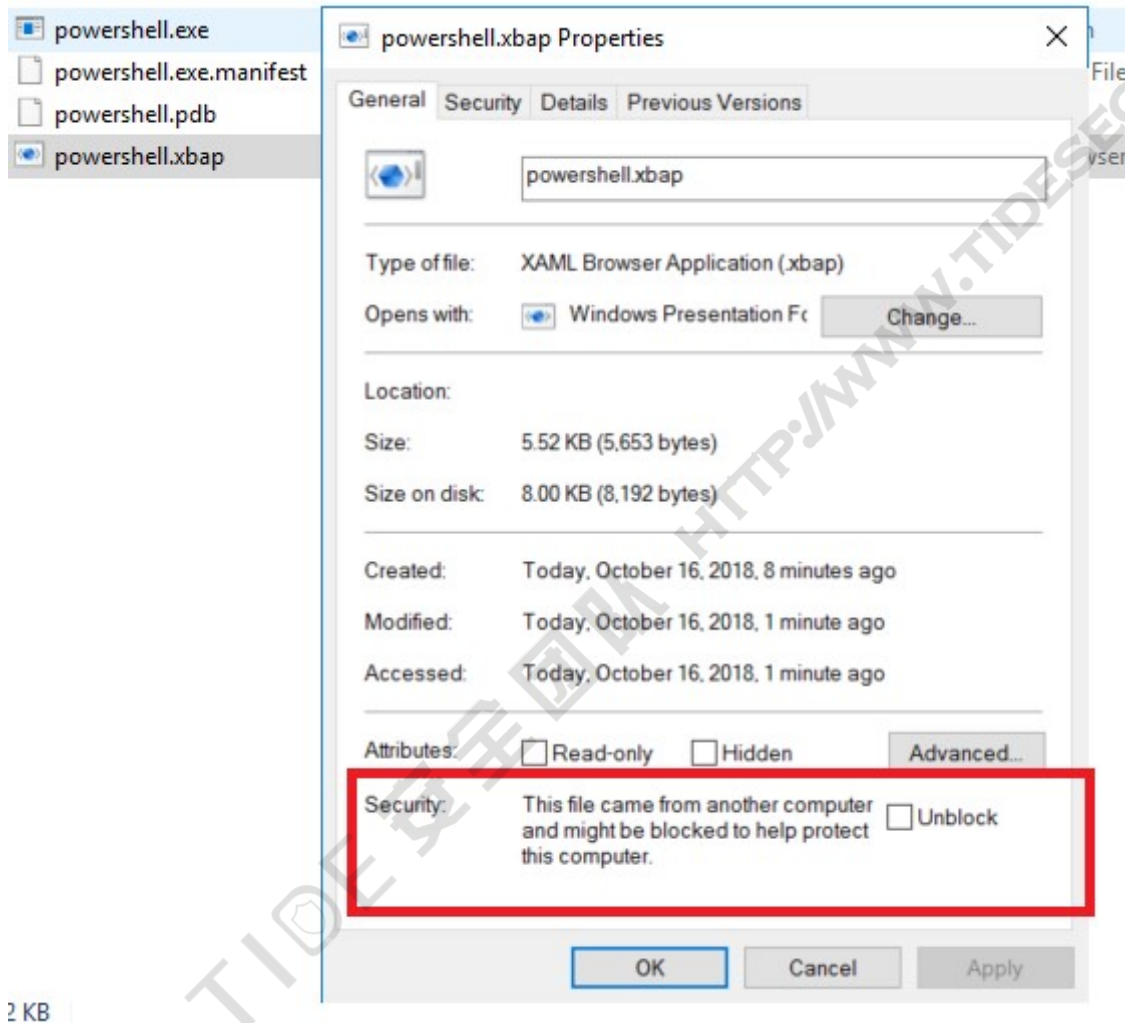 powershell.exe
powershell.exe.manifest
powershell.pdb
powershell.xbap
powershell.xbap Properties
File
General Security Details Previous Versions
powershell.xbap
Type of file: XAML Browser Application (.xbap)
Opens with: Windows Presentation Fc Change...
Location:
Size: 5.52 KB (5,653 bytes)
Size on disk: 8.00 KB (8,192 bytes)
Created: Today, October 16, 2018, 8 minutes ago
Modified: Today, October 16, 2018, 1 minute ago
Accessed: Today, October 16, 2018, 1 minute ago
Attributes: Read-only Hidden Advanced...
Security: This file came from another computer Unblock
and might be blocked to help protect
this computer.
OK Cancel Apply
2 KB
TIDE安全团队 HTTP://WWW.TIDESEC